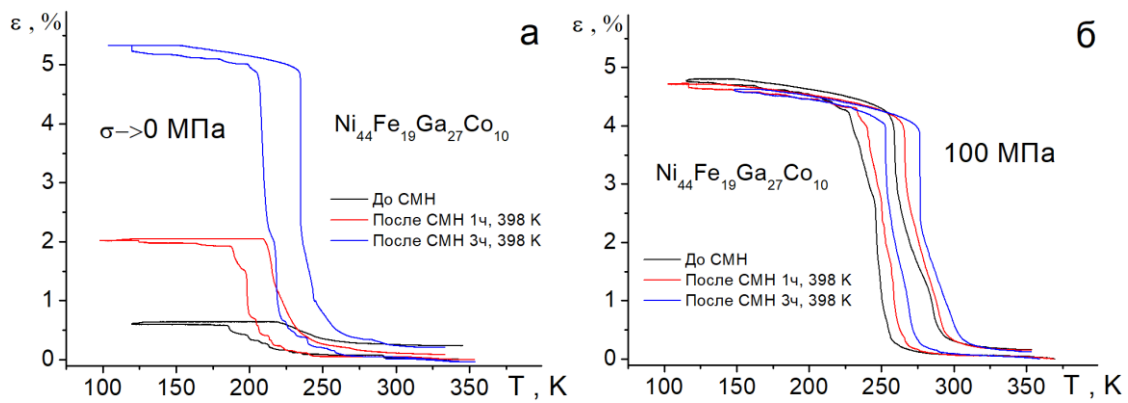 ε , %
а
5
4
3
2
1
0
σ–>0 МПа
Ni44Fe19Ga27Co10
До СМН
После СМН 1ч, 398 K
После СМН 3ч, 398 K
100 150 200 250 300 350
T , K
ε , %
б
5
4
3
2
1
0
100 МПа
Ni44Fe19Ga27Co10
До СМН
После СМН 1ч, 398 K
После СМН 3ч, 398 K
100 150 200 250 300 350
T , K